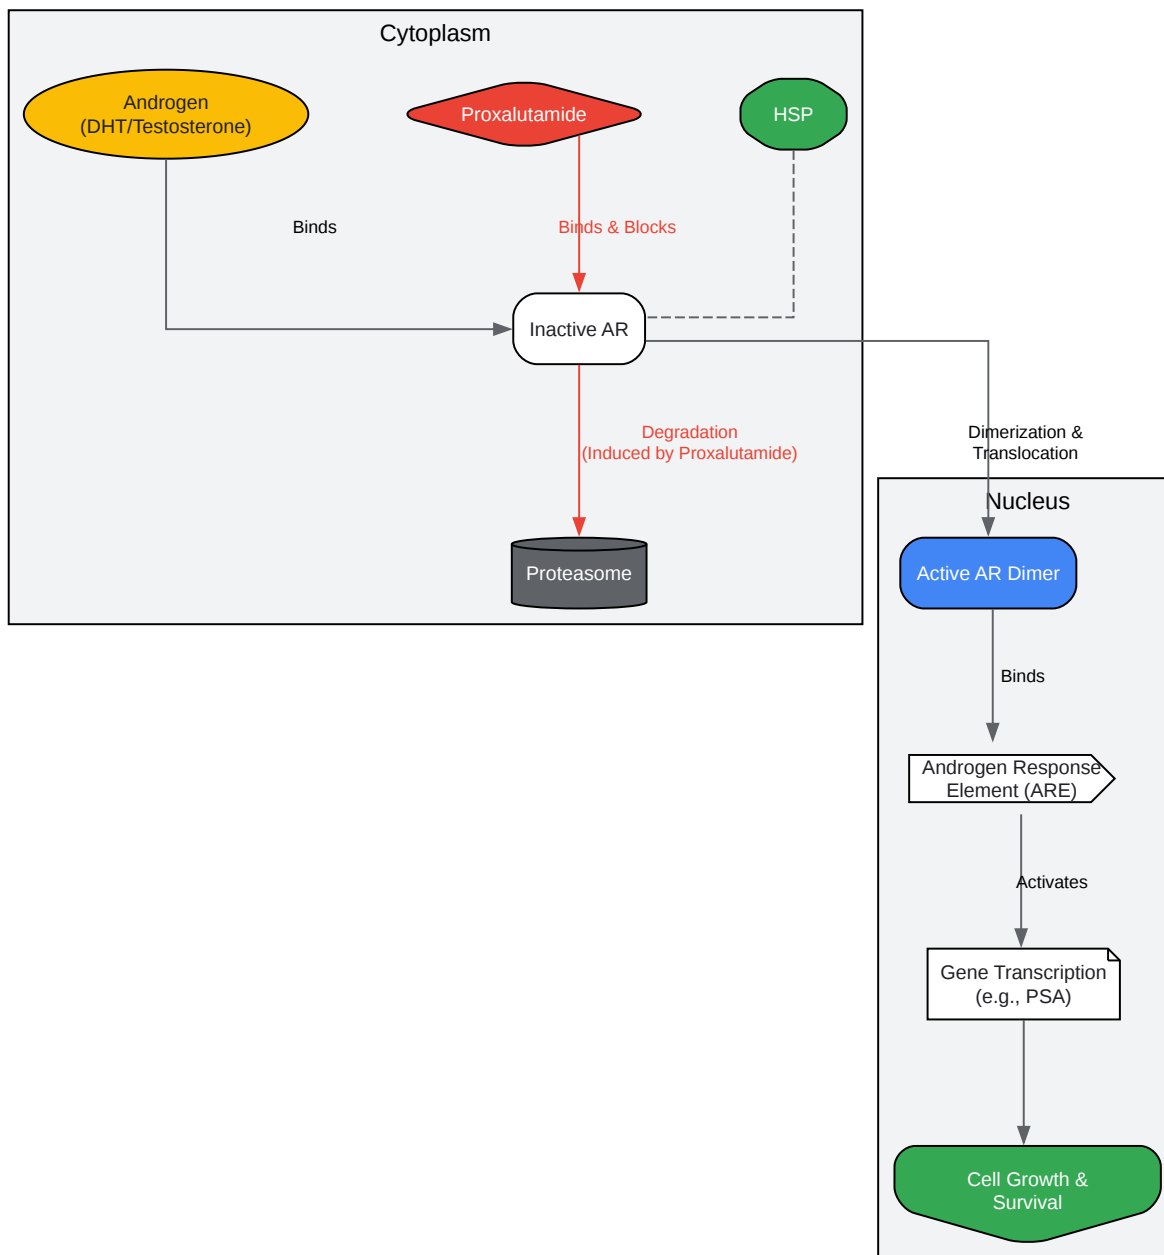 Cytoplasm
Androgen
(DHT/Testosterone)
Proxalutamide
HSP
Binds
Binds & Blocks
Inactive AR
Degradation
(Induced by Proxalutamide)
Dimerization &
Translocation
Proteasome
Nucleus
Active AR Dimer
Binds
Androgen Response
Element (ARE)
Activates
Gene Transcription
(e.g., PSA)
Cell Growth &
Survival